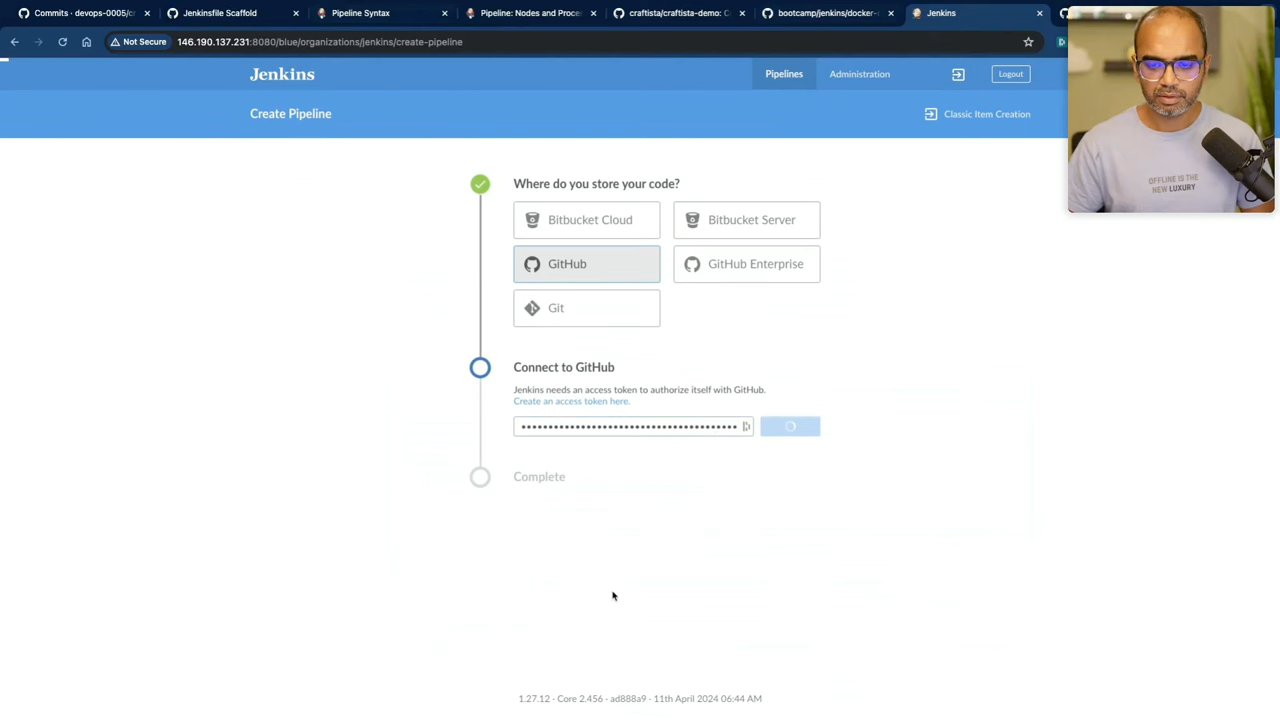 Commits · devops-0005/cr
Jenkinsfile Scaffold
Pipeline Syntax
Pipeline: Nodes and Proce
craftista/craftista-demo: C
bootcamp/jenkins/docker-
Jenkins
Not Secure
146.190.137.231:8080/blue/organizations/jenkins/create-pipeline
Jenkins
Pipelines
Administration
Logout
Create Pipeline
Classic Item Creation
OFFLINE IS THE
NEW LUXURY
Where do you store your code?
Bitbucket Cloud
Bitbucket Server
GitHub
GitHub Enterprise
Git
Connect to GitHub
Jenkins needs an access token to authorize itself with GitHub.
Create an access token here.
Complete
1.27.12 · Core 2.456 · ad888a9 · 11th April 2024 06:44 AM